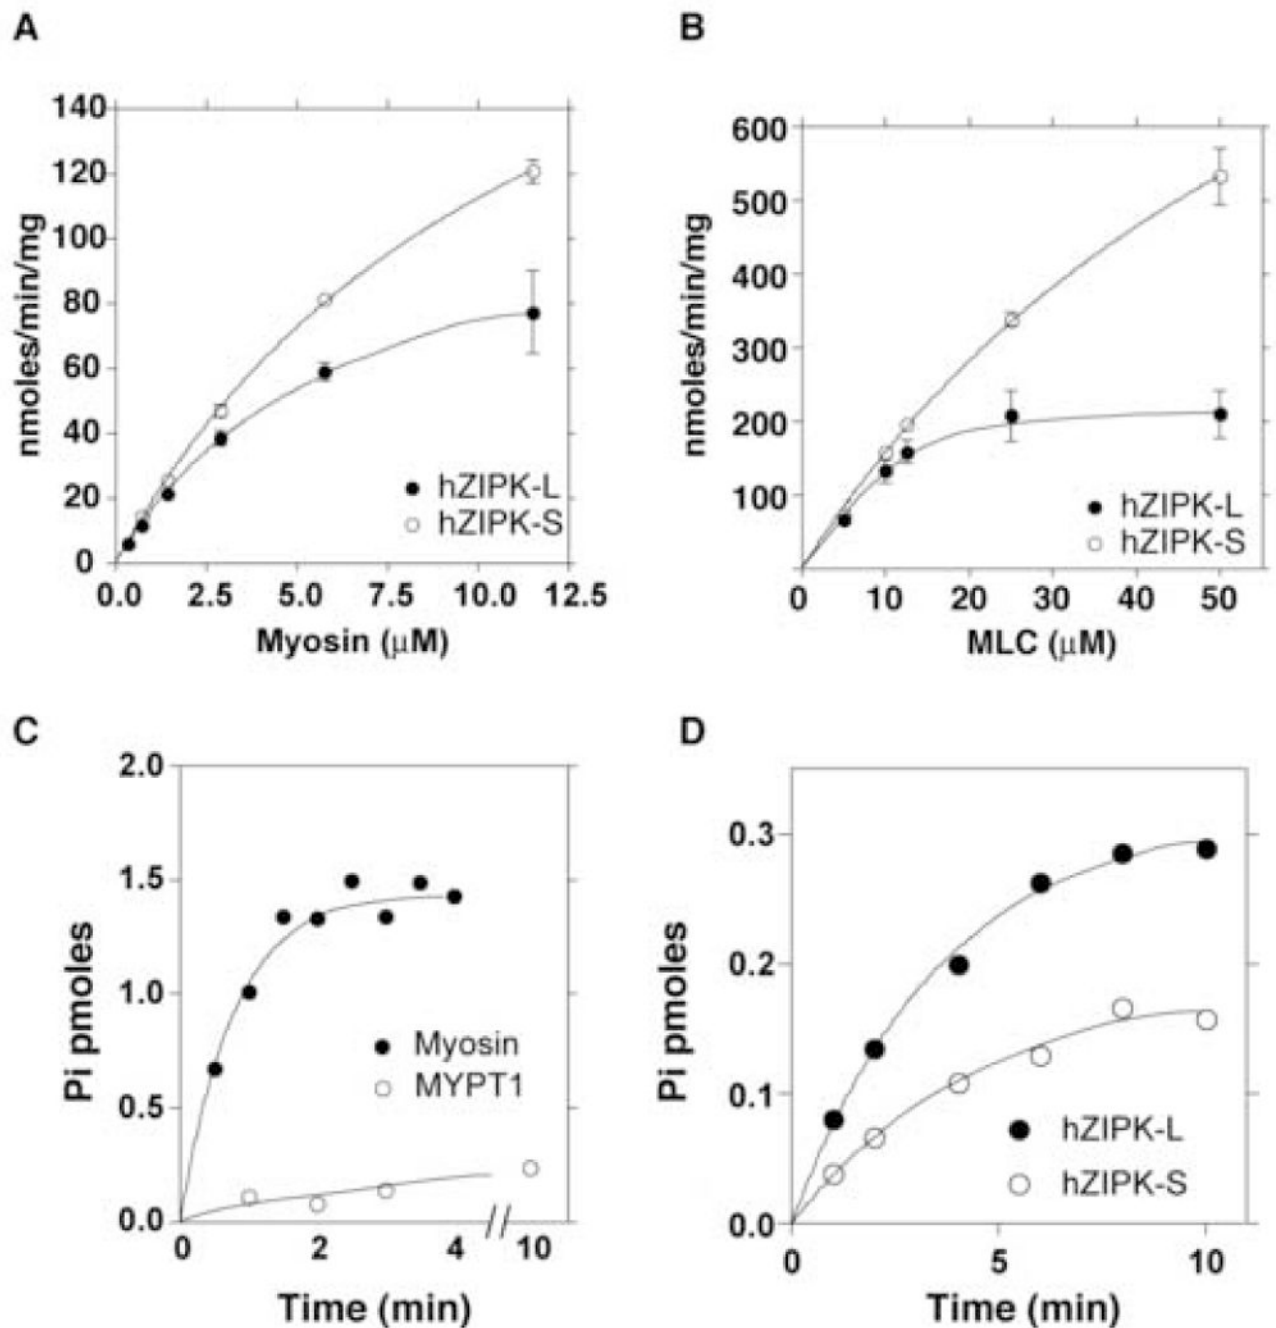 A
140
120
100
80
60
40
20
0
nmoles/min/mg
hZIPK-L
hZIPK-S
0.0 2.5 5.0 7.5 10.0 12.5
Myosin (μM)
B
600
500
400
300
200
100
nmoles/min/mg
hZIPK-L
hZIPK-S
0 10 20 30 40 50
MLC (μM)
C
2.0
1.5
1.0
0.5
0.0
Pi pmoles
Myosin
MYPT1
0 2 4 10
Time (min)
D
0.3
0.2
0.1
0.0
Pi pmoles
hZIPK-L
hZIPK-S
0 5 10
Time (min)